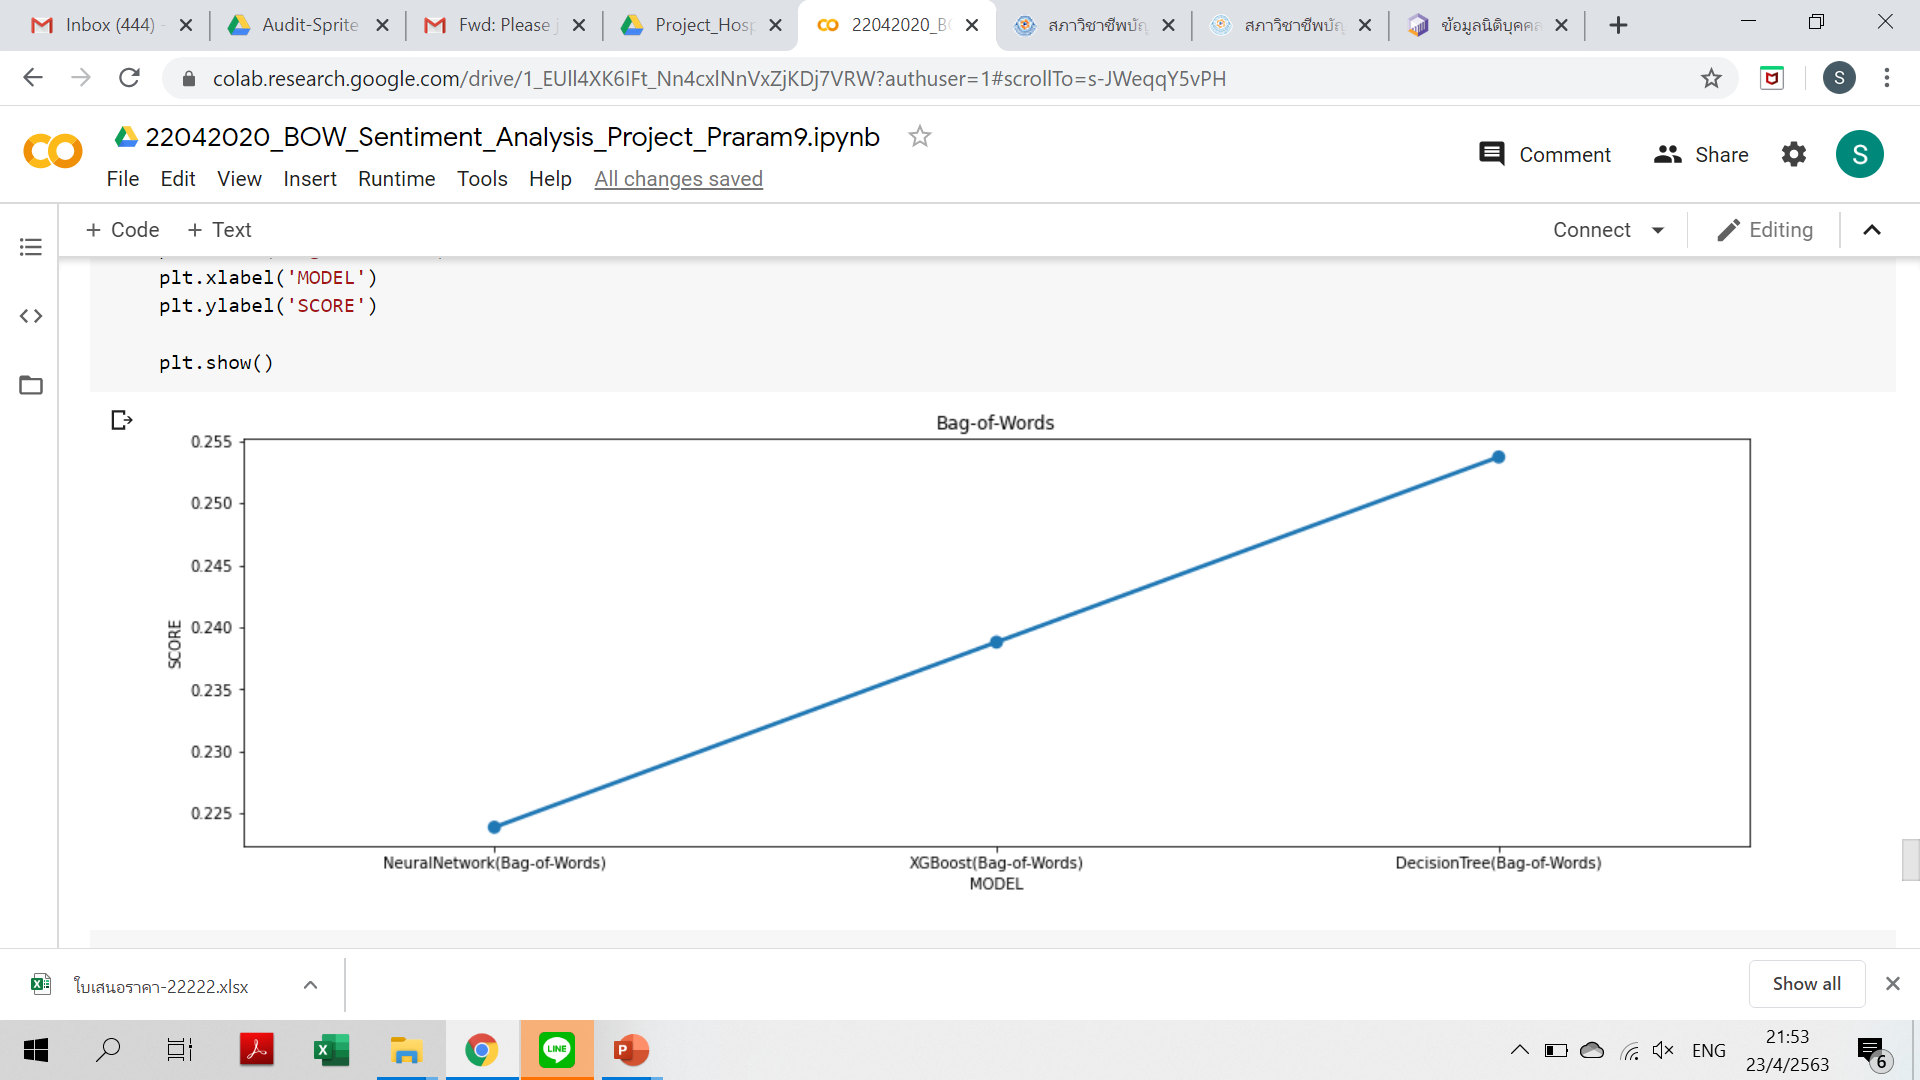 Inbox (444)
Audit-Sprite
Fwd: Please
Project_Hosp
22042020_B
สภาวิชาชีพบัญ
สภาวิชาชีพบัญ
ข้อมูลนิติบุคคล
colab.research.google.com/drive/1_EUll4XK6IFt_Nn4cxlNnVxZjKDj7VRW?authuser=1#scrollTo=s-JWeqqY5vPH
S
22042020_BOW_Sentiment_Analysis_Project_Praram9.ipynb
Comment
Share
S
File Edit View Insert Runtime Tools Help All changes saved
+ Code + Text
Connect
Editing
plt.xlabel('MODEL')
plt.ylabel('SCORE')
plt.show()
Bag-of-Words
0.255
0.250
0.245
0.240
0.235
0.230
0.225
SCORE
NeuralNetwork(Bag-of-Words)
XGBoost(Bag-of-Words)
DecisionTree(Bag-of-Words)
MODEL
ใบเสนอราคา-22222.xlsx
Show all
LINE
ENG
21:53
23/4/2563
6